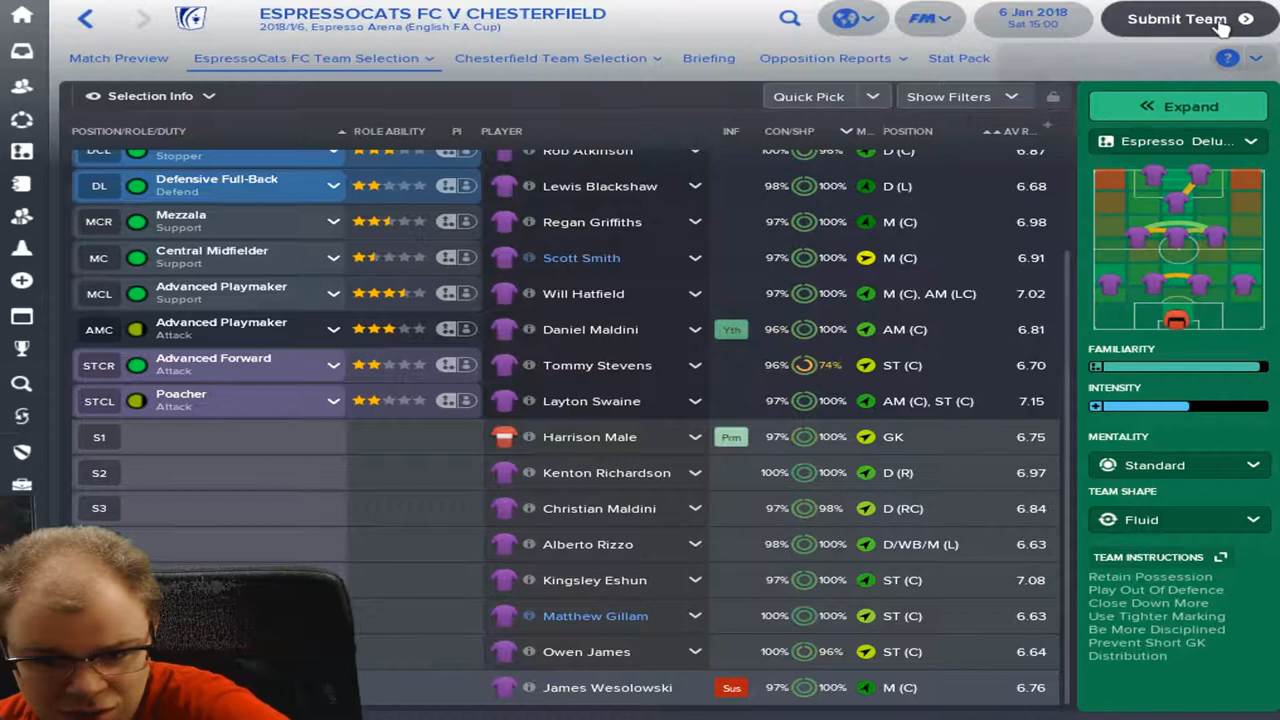 ESPRESSOCATS FC V CHESTERFIELD
2018/1/6, Espresso Arena (English FA Cup)
FM
6 Jan 2018
Sat 15:00
Submit Team
Match Preview
EspressoCats FC Team Selection
Chesterfield Team Selection
Briefing
Opposition Reports
Stat Pack
?
Selection Info
Quick Pick
Show Filters
Expand
POSITION/ROLE/DUTY ROLE ABILITY PI PLAYER INF CON/SHP M... POSITION AV R...
Espresso Delu...
DCL Stopper Rob Atkinson 100% 96% D (C) 6.87
DL Defensive Full-Back Lewis Blackshaw 98% 100% D (L) 6.68
Defend
MCR Mezzala Regan Griffiths 97% 100% M (C) 6.98
Support
MC Central Midfielder Scott Smith 97% 100% M (C) 6.91
Support
MCL Advanced Playmaker Will Hatfield 97% 100% M (C), AM (LC) 7.02
Support
AMC Advanced Playmaker Daniel Maldini Yth 96% 100% AM (C) 6.81
Attack
STCR Advanced Forward Tommy Stevens 96% 74% ST (C) 6.70
Attack
STCL Poacher Layton Swaine 97% 100% AM (C), ST (C) 7.15
Attack
S1 Harrison Male Prm 97% 100% GK 6.75
S2 Kenton Richardson 100% 100% D (R) 6.97
S3 Christian Maldini 97% 98% D (RC) 6.84
Alberto Rizzo 98% 100% D/WB/M (L) 6.63
Kingsley Eshun 97% 100% ST (C) 7.08
Matthew Gillam 100% 100% ST (C) 6.63
Owen James 100% 96% ST (C) 6.64
James Wesolowski Sus 97% 100% M (C) 6.76
FAMILIARITY
INTENSITY
MENTALITY
Standard
TEAM SHAPE
Fluid
TEAM INSTRUCTIONS
Retain Possession
Play Out Of Defence
Close Down More
Use Tighter Marking
Be More Disciplined
Prevent Short GK
Distribution